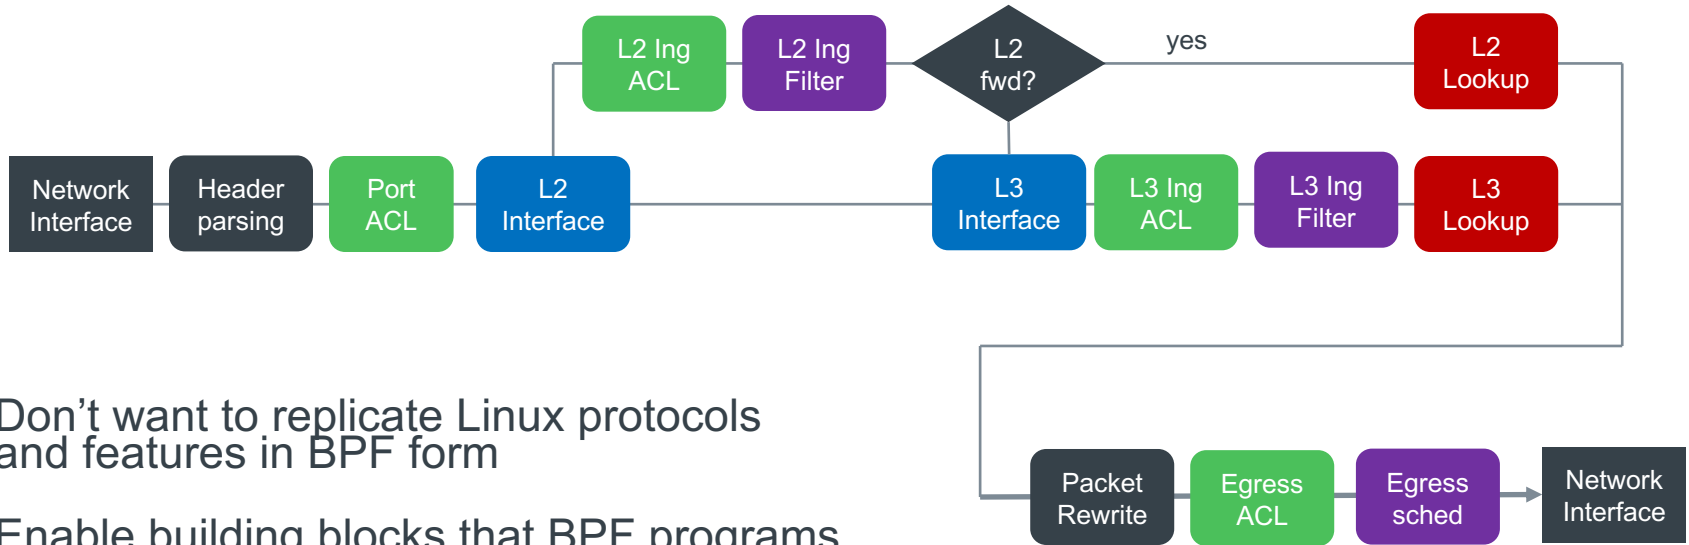 L2 Ing
ACL
L2 Ing
Filter
L2
fwd?
yes
L2
Lookup
Network
Interface
Header
parsing
Port
ACL
L2
Interface
L3
Interface
L3 Ing
ACL
L3 Ing
Filter
L3
Lookup
Don’t want to replicate Linux protocols
and features in BPF form
Enable building blocks that BPF programs
Packet
Rewrite
Egress
ACL
Egress
sched
Network
Interface